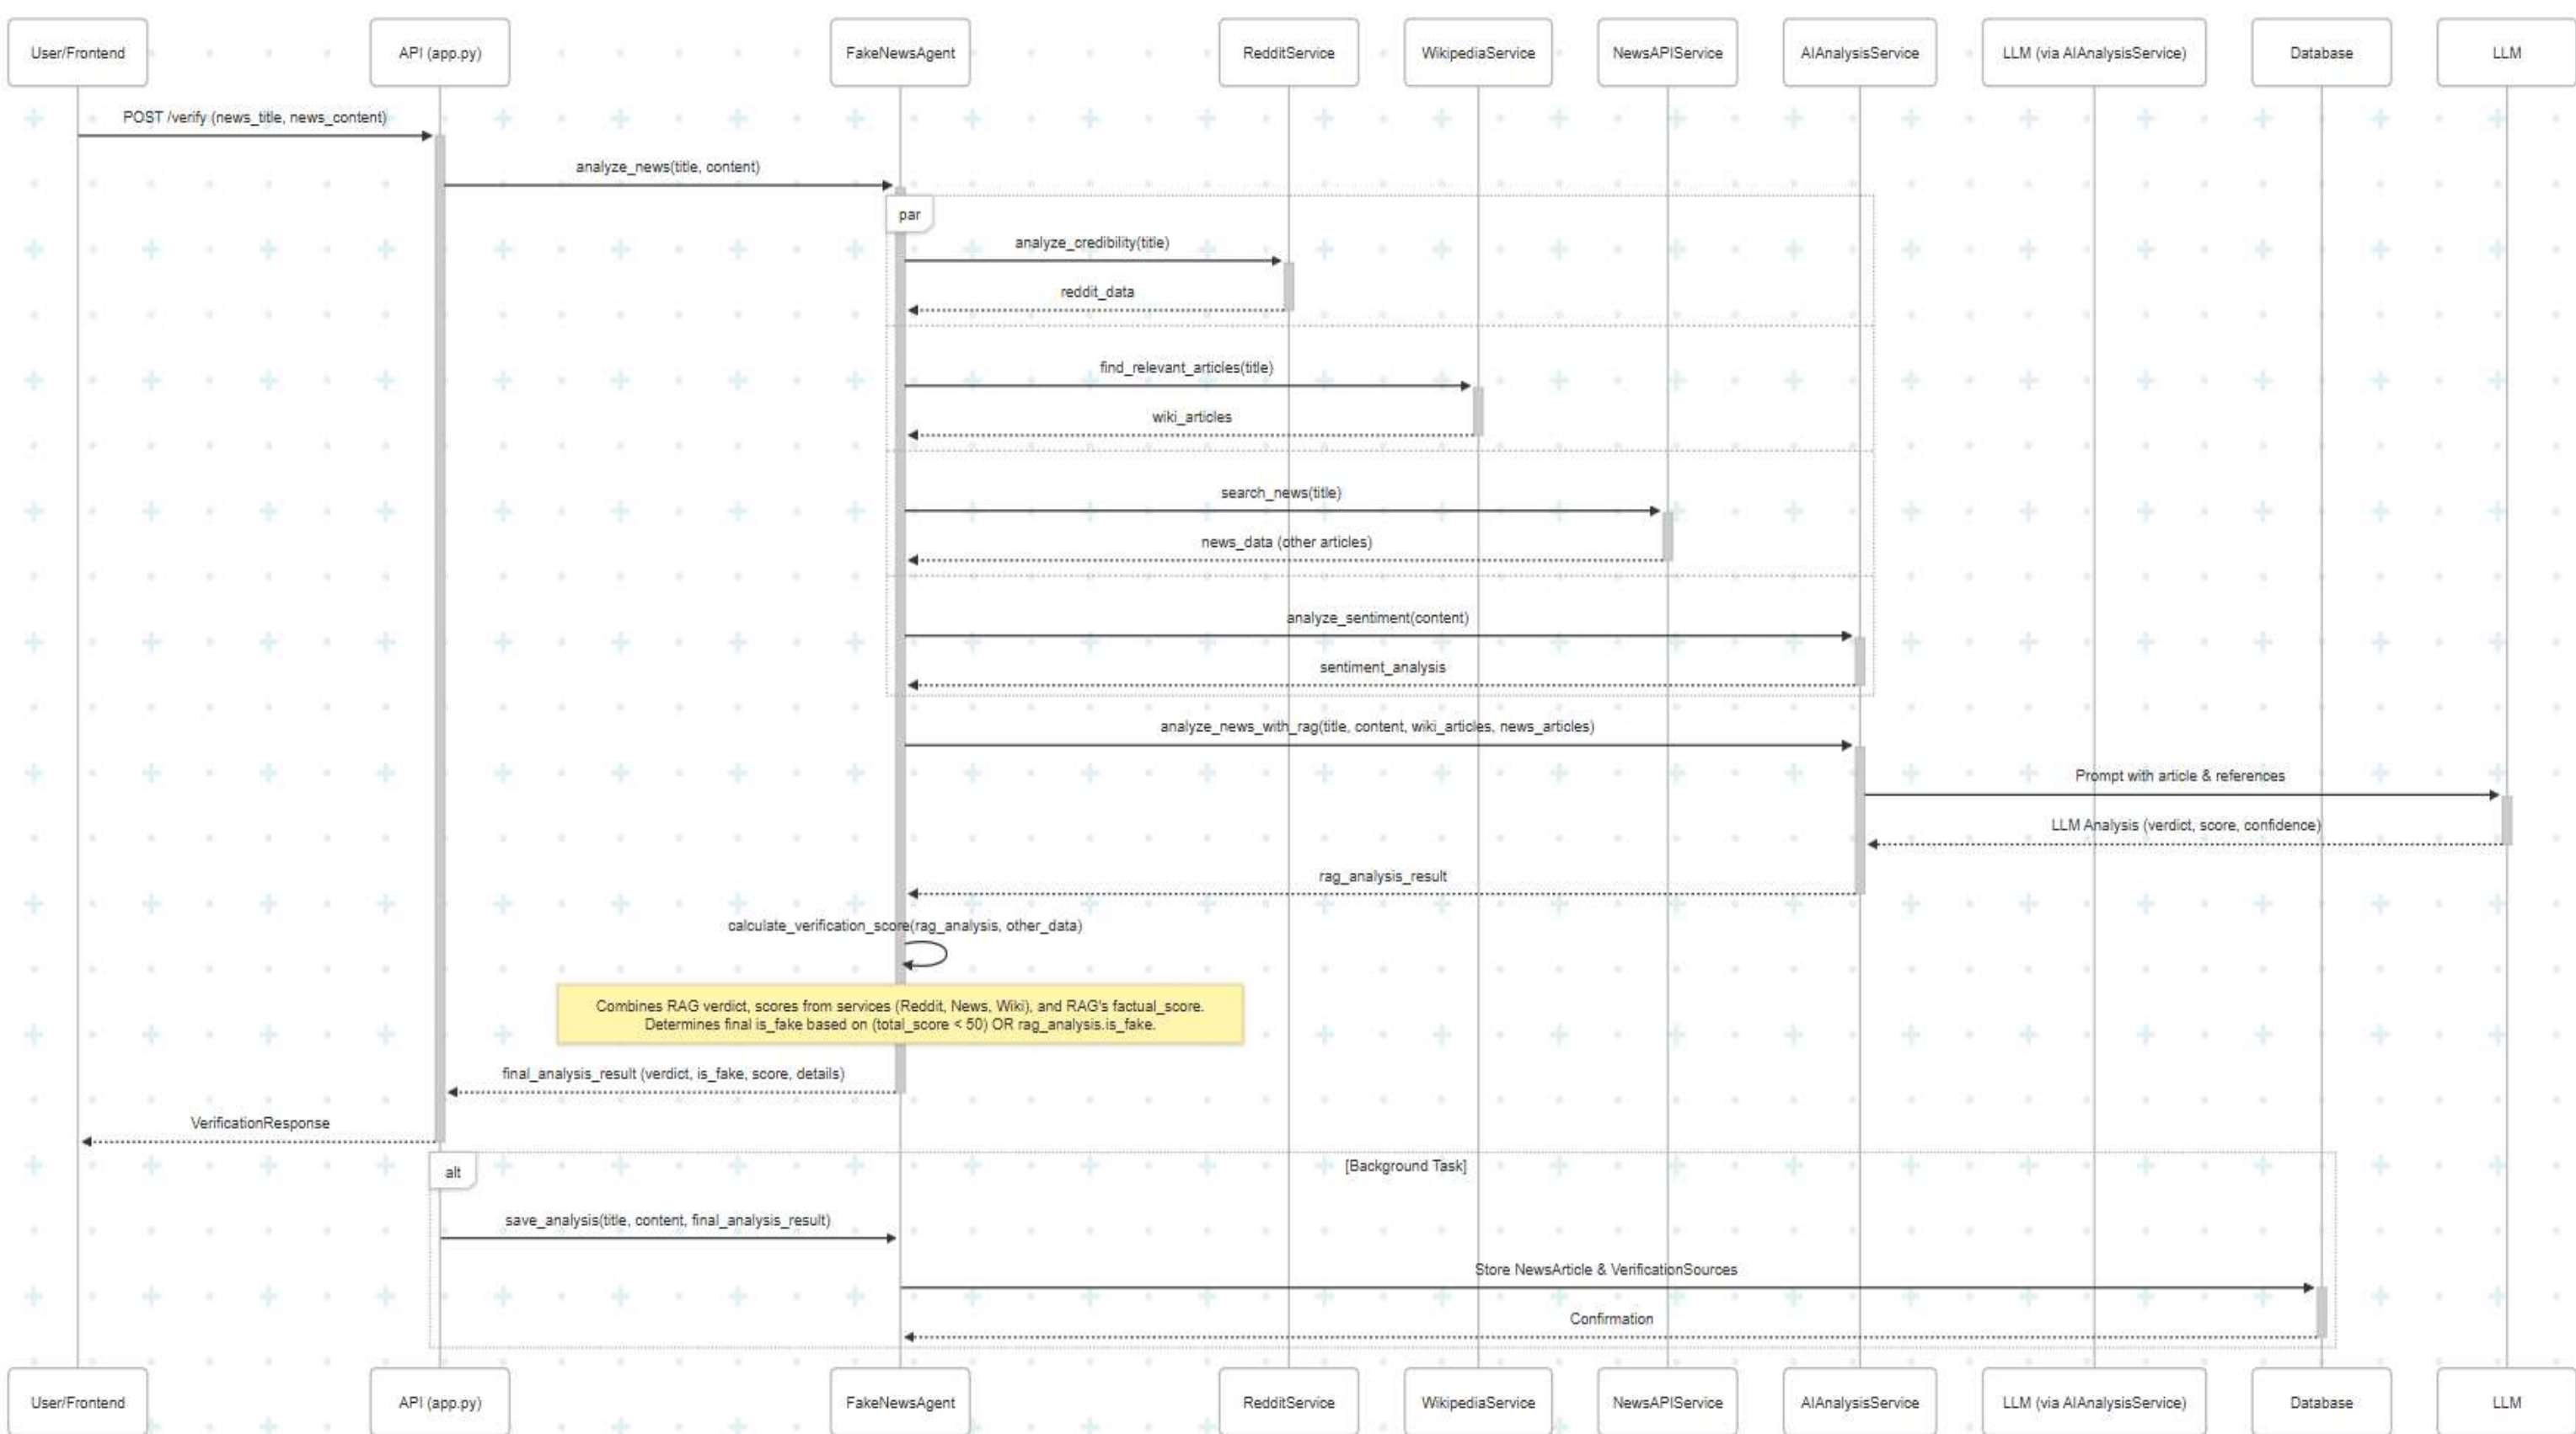 User/Frontend
API (app.py)
FakeNewsAgent
RedditService
WikipediaService
NewsAPIService
AIAnalysisService
LLM (via AIAnalysisService)
Database
LLM
POST /verify (news_title, news_content)
analyze_news(title, content)
par
analyze_credibility(title)
reddit_data
find_relevant_articles(title)
wiki_articles
search_news(title)
news_data (other articles)
analyze_sentiment(content)
sentiment_analysis
analyze_news_with_rag(title, content, wiki_articles, news_articles)
Prompt with article & references
LLM Analysis (verdict, score, confidence)
rag_analysis_result
calculate_verification_score(rag_analysis, other_data)
Combines RAG verdict, scores from services (Reddit, News, Wiki), and RAG's factual_score.
Determines final is_fake based on (total_score < 50) OR rag_analysis.is_fake.
final_analysis_result (verdict, is_fake, score, details)
VerificationResponse
alt
[Background Task]
save_analysis(title, content, final_analysis_result)
Store NewsArticle & VerificationSources
Confirmation
User/Frontend
API (app.py)
FakeNewsAgent
RedditService
WikipediaService
NewsAPIService
AIAnalysisService
LLM (via AIAnalysisService)
Database
LLM